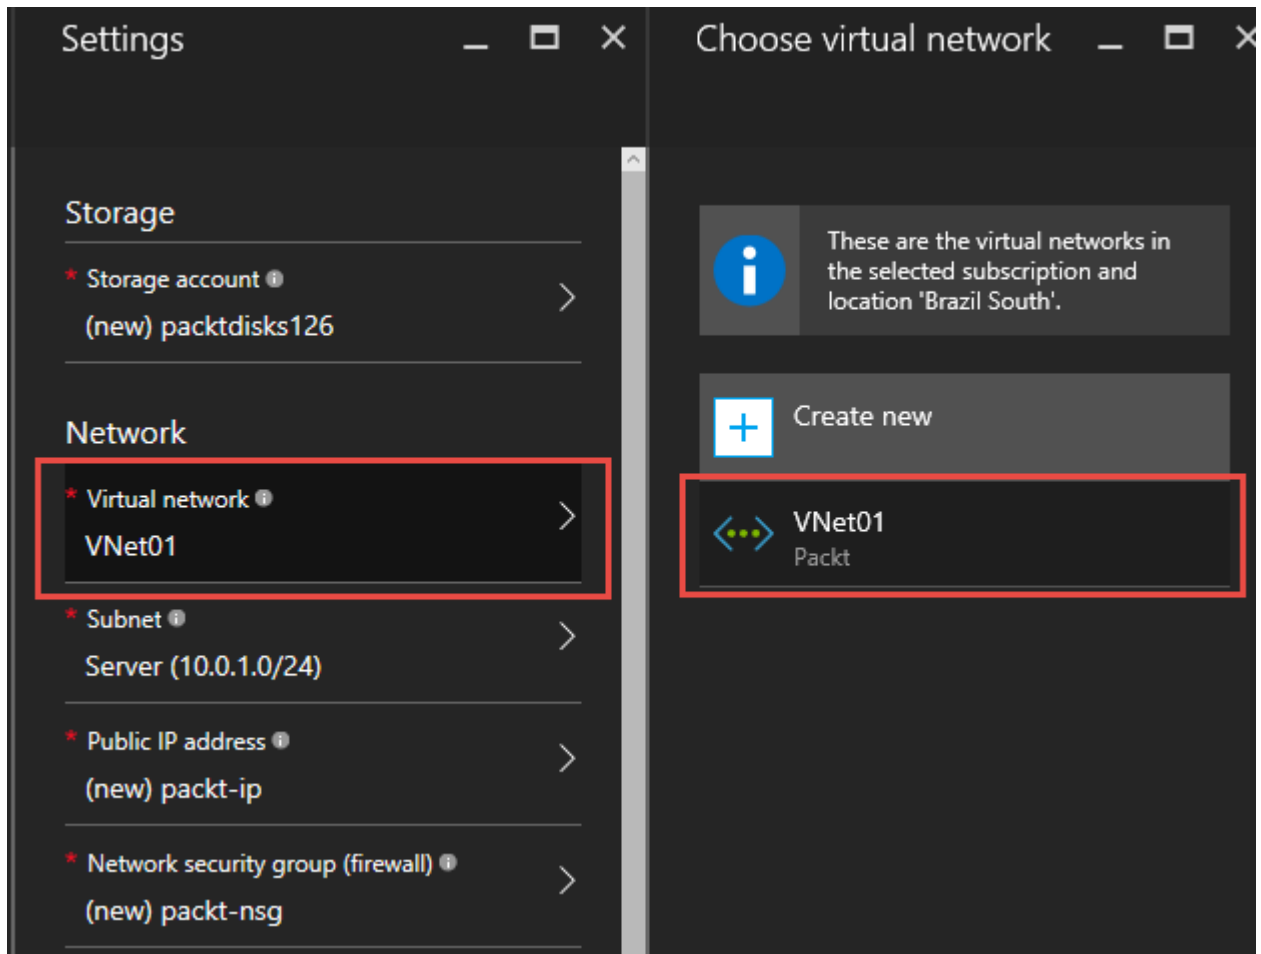 Settings
Storage
* Storage account
(new) packtdisks126
Network
* Virtual network
VNet01
* Subnet
Server (10.0.1.0/24)
* Public IP address
(new) packt-ip
* Network security group (firewall)
(new) packt-nsg
Choose virtual network
These are the virtual networks in
the selected subscription and
location 'Brazil South'.
Create new
VNet01
Packt